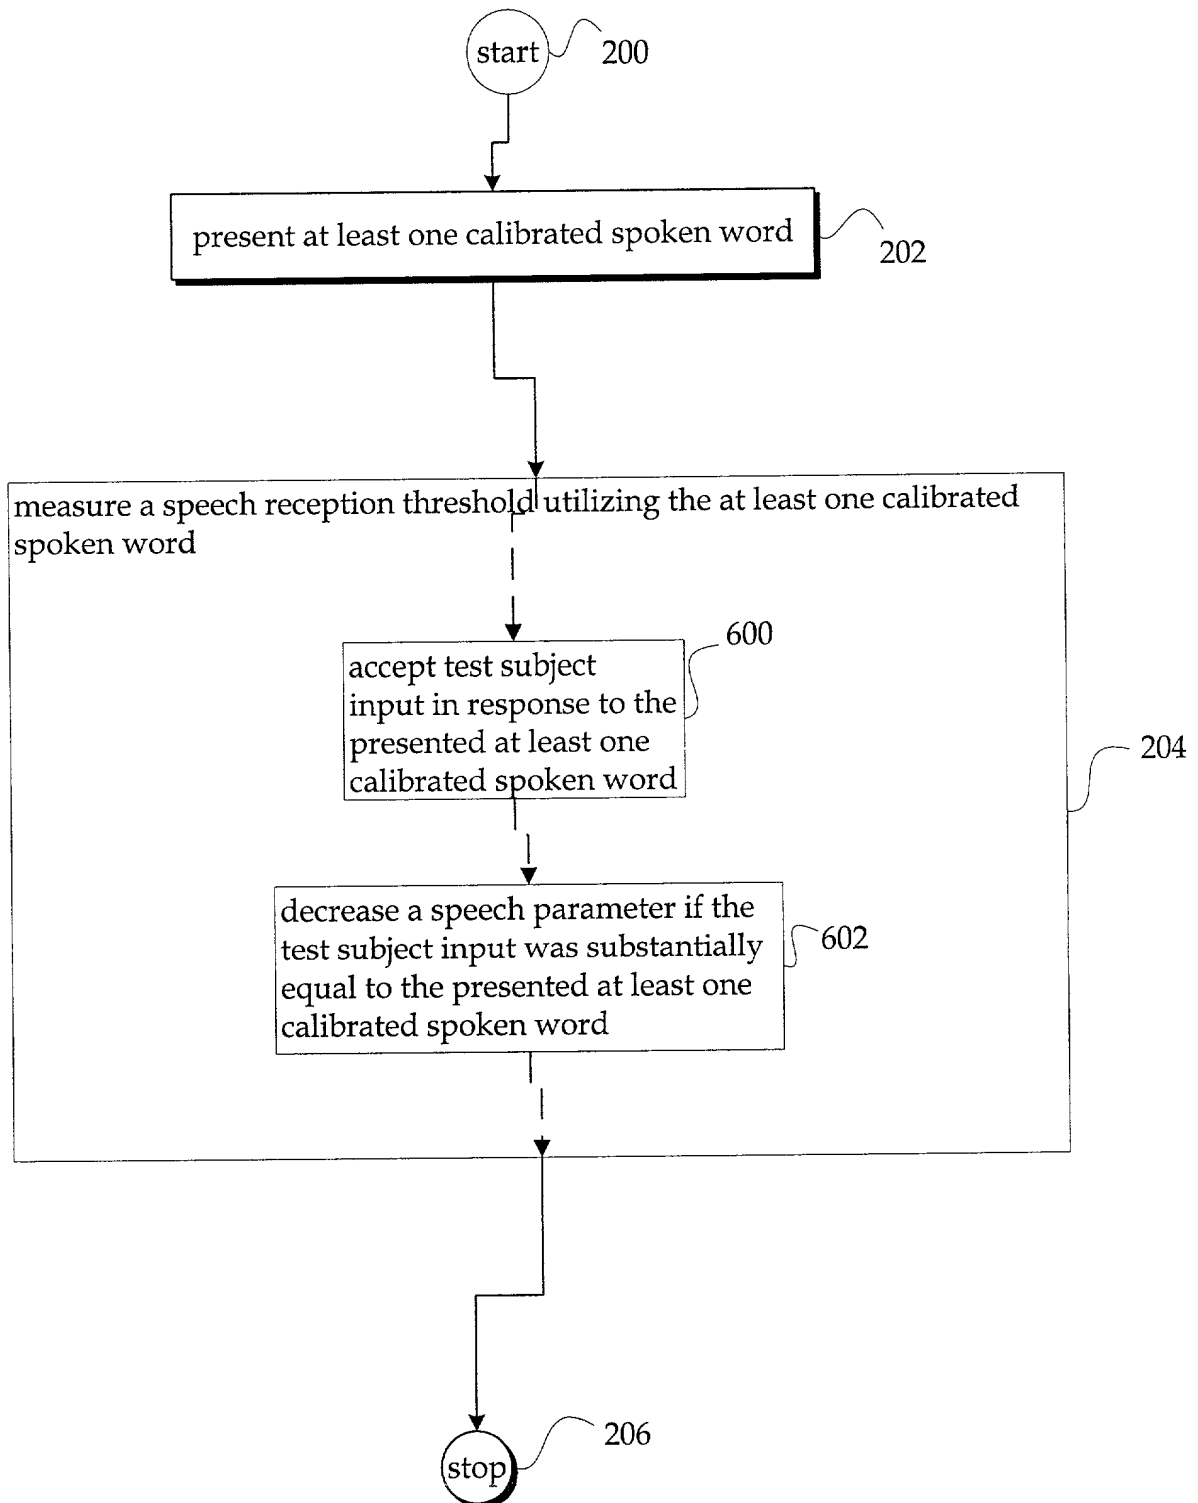 start
200
present at least one calibrated spoken word
202
measure a speech reception threshold utilizing the at least one calibrated
spoken word
600
accept test subject
input in response to the
presented at least one
calibrated spoken word
204
decrease a speech parameter if the
test subject input was substantially
equal to the presented at least one
calibrated spoken word
602
206
stop